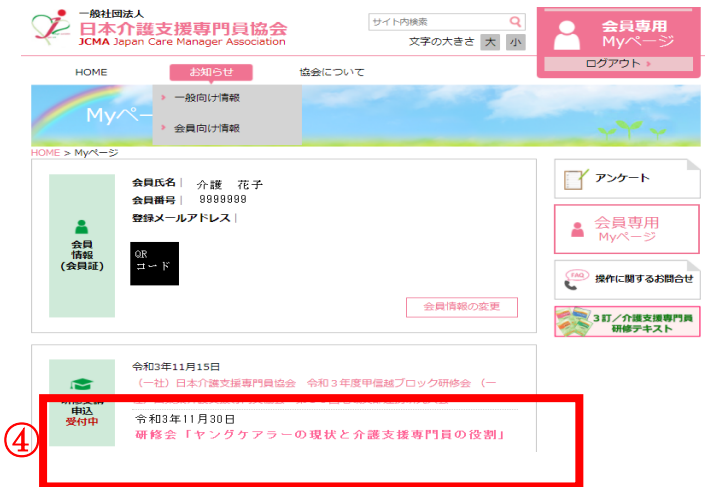 一般社団法人
日本介護支援専門員協会
JCMA Japan Care Manager Association
サイト内検索
文字の大きさ 大 小
会員専用
Myページ
ログアウト
HOME お知らせ 協会について
一般向け情報
会員向け情報
Myペー
HOME > Myページ
会員氏名 | 介護 花子
会員番号 | 9999999
登録メールアドレス |
会員
情報
(会員証)
QR
コード
会員情報の変更
アンケート
会員専用
Myページ
FAQ
操作に関するお問合せ
3訂/介護支援専門員
研修テキスト
令和3年11月15日
(一社)日本介護支援専門員協会 令和3年度甲信越ブロック研修会 (一
申込
受付中
④
令和3年11月30日
研修会「ヤングケアラーの現状と介護支援専門員の役割」